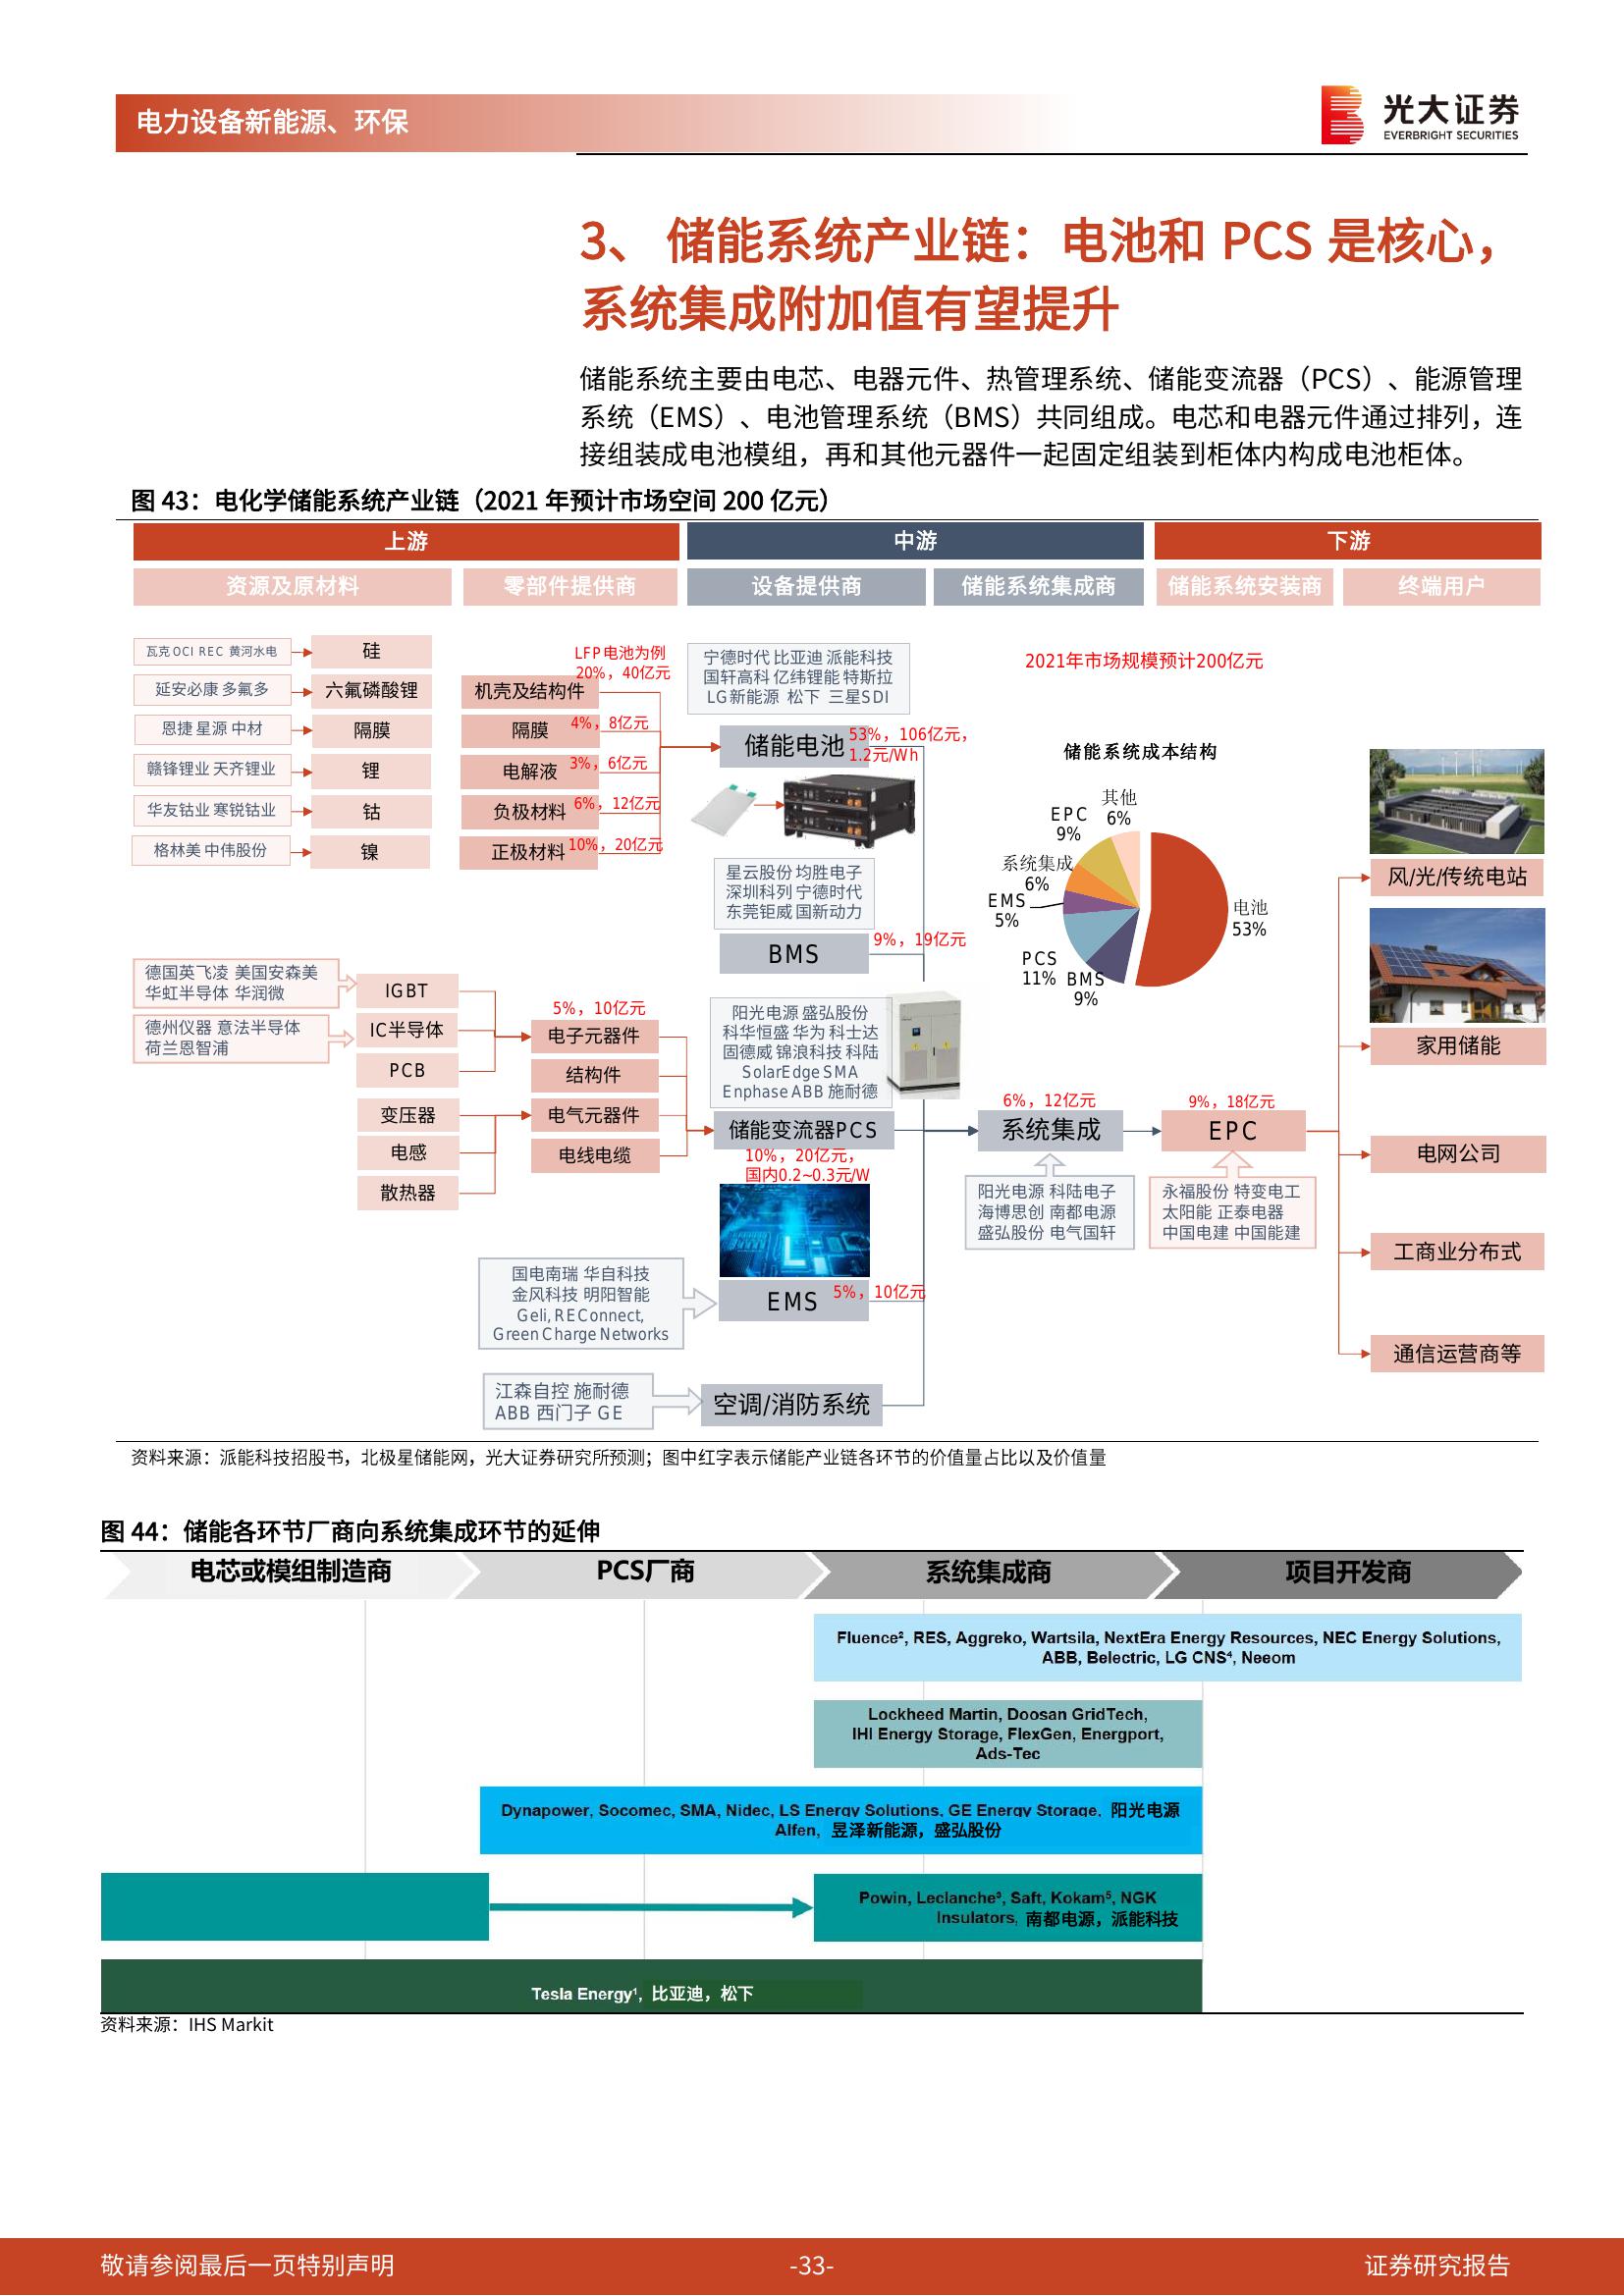 电力设备新能源、环保
光大证券
EVERBRIGHT SECURITIES
3、 储能系统产业链：电池和 PCS 是核心，
系统集成附加值有望提升
储能系统主要由电芯、电器元件、热管理系统、储能变流器（PCS）、能源管理
系统（EMS）、电池管理系统（BMS）共同组成。电芯和电器元件通过排列，连
接组装成电池模组，再和其他元器件一起固定组装到柜体内构成电池柜体。
图 43：电化学储能系统产业链（2021 年预计市场空间 200 亿元）
上游
中游
下游
资源及原材料
零部件提供商
设备提供商
储能系统集成商
储能系统安装商
终端用户
瓦克 OCI REC 黄河水电
硅
延安必康 多氟多
六氟磷酸锂
恩捷 星源 中材
隔膜
赣锋锂业 天齐锂业
锂
华友钴业 寒锐钴业
钴
格林美 中伟股份
镍
LFP电池为例
20%，40亿元
机壳及结构件
隔膜
4%，8亿元
电解液
3%，6亿元
负极材料
6%，12亿元
正极材料
10%，20亿元
宁德时代 比亚迪 派能科技
国轩高科 亿纬锂能 特斯拉
LG新能源 松下 三星SDI
储能电池
53%，106亿元，
1.2元/Wh
星云股份 均胜电子
深圳科列 宁德时代
东莞钜威 国新动力
BMS
9%，19亿元
2021年市场规模预计200亿元
储能系统成本结构
其他
6%
EPC
9%
系统集成
6%
EMS
5%
PCS
11%
BMS
9%
电池
53%
德国英飞凌 美国安森美
华虹半导体 华润微
德州仪器 意法半导体
荷兰恩智浦
IGBT
IC半导体
PCB
变压器
电感
散热器
5%，10亿元
电子元器件
结构件
电气元器件
电线电缆
阳光电源 盛弘股份
科华恒盛 华为 科士达
固德威 锦浪科技 科陆
SolarEdge SMA
Enphase ABB 施耐德
储能变流器PCS
10%，20亿元，
国内0.2~0.3元/W
国电南瑞 华自科技
金风科技 明阳智能
Geli, REConnect,
Green Charge Networks
EMS
5%，10亿元
江森自控 施耐德
ABB 西门子 GE
空调/消防系统
6%，12亿元
系统集成
阳光电源 科陆电子
海博思创 南都电源
盛弘股份 电气国轩
9%，18亿元
EPC
永福股份 特变电工
太阳能 正泰电器
中国电建 中国能建
风/光/传统电站
家用储能
电网公司
工商业分布式
通信运营商等
资料来源：派能科技招股书，北极星储能网，光大证券研究所预测；图中红字表示储能产业链各环节的价值量占比以及价值量
图 44：储能各环节厂商向系统集成环节的延伸
电芯或模组制造商
PCS厂商
系统集成商
项目开发商
Fluence², RES, Aggreko, Wartsila, NextEra Energy Resources, NEC Energy Solutions,
ABB, Belectric, LG CNS⁴, Neeom
Lockheed Martin, Doosan GridTech,
IHI Energy Storage, FlexGen, Energport,
Ads-Tec
Dynapower, Socomec, SMA, Nidec, LS Energy Solutions, GE Energy Storage, 阳光电源
Alfen, 昱泽新能源，盛弘股份
Powin, Leclanche³, Saft, Kokam⁵, NGK
Insulators, 南都电源，派能科技
Tesla Energy¹, 比亚迪，松下
资料来源：IHS Markit
敬请参阅最后一页特别声明
-33-
证券研究报告